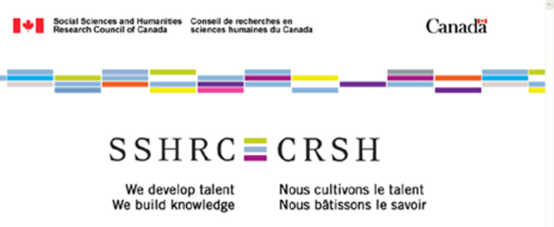 Social Sciences and Humanities
Research Council of Canada
Conseil de recherches en
sciences humaines du Canada
Canada
SSHRC CRSH
We develop talent
We build knowledge
Nous cultivons le talent
Nous bâtissons le savoir